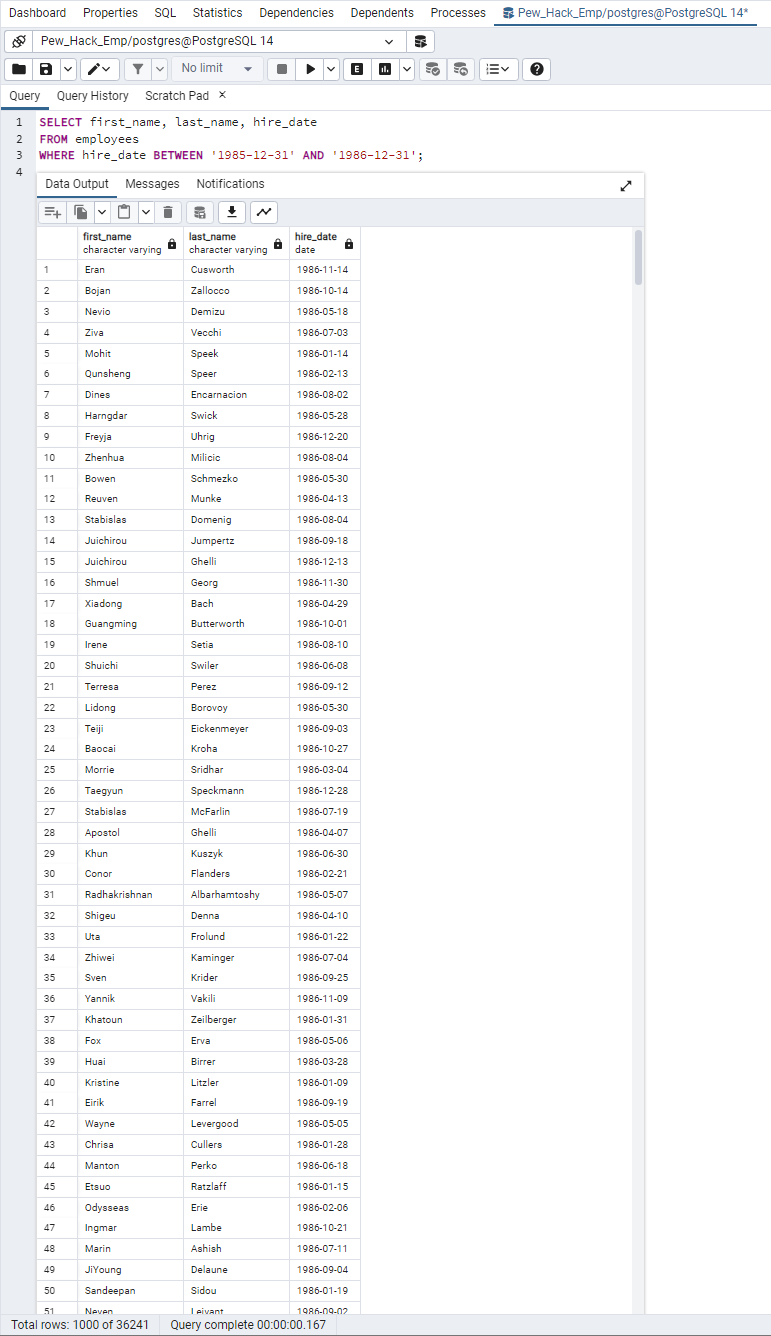 Dashboard Properties SQL Statistics Dependencies Dependents Processes Pew_Hack_Emp/postgres@PostgreSQL 14*
Pew_Hack_Emp/postgres@PostgreSQL 14
No limit E
Query Query History Scratch Pad ×
1 SELECT first_name, last_name, hire_date
2 FROM employees
3 WHERE hire_date BETWEEN '1985-12-31' AND '1986-12-31';
4
Data Output Messages Notifications
first_name last_name hire_date
character varying character varying date
1 Eran Cusworth 1986-11-14
2 Bojan Zallocco 1986-10-14
3 Nevio Demizu 1986-05-18
4 Ziva Vecchi 1986-07-03
5 Mohit Speek 1986-01-14
6 Qunsheng Speer 1986-02-13
7 Dines Encarnacion 1986-08-02
8 Harngdar Swick 1986-05-28
9 Freyja Uhrig 1986-12-20
10 Zhenhua Milicic 1986-08-04
11 Bowen Schmezko 1986-05-30
12 Reuven Munke 1986-04-13
13 Stabislas Domenig 1986-08-04
14 Juichirou Jumpertz 1986-09-18
15 Juichirou Ghelli 1986-12-13
16 Shmuel Georg 1986-11-30
17 Xiadong Bach 1986-04-29
18 Guangming Butterworth 1986-10-01
19 Irene Setia 1986-08-10
20 Shuichi Swiler 1986-06-08
21 Terresa Perez 1986-09-12
22 Lidong Borovoy 1986-05-30
23 Teiji Eickenmeyer 1986-09-03
24 Baocai Kroha 1986-10-27
25 Morrie Sridhar 1986-03-04
26 Taegyun Speckmann 1986-12-28
27 Stabislas McFarlin 1986-07-19
28 Apostol Ghelli 1986-04-07
29 Khun Kuszyk 1986-06-30
30 Conor Flanders 1986-02-21
31 Radhakrishnan Albarhamtoshy 1986-05-07
32 Shigeu Denna 1986-04-10
33 Uta Frolund 1986-01-22
34 Zhiwei Kaminger 1986-07-04
35 Sven Krider 1986-09-25
36 Yannik Vakili 1986-11-09
37 Khatoun Zeilberger 1986-01-31
38 Fox Erva 1986-05-06
39 Huai Birrer 1986-03-28
40 Kristine Litzler 1986-01-09
41 Eirik Farrel 1986-09-19
42 Wayne Levergood 1986-05-05
43 Chrisa Cullers 1986-01-28
44 Manton Perko 1986-06-18
45 Etsuo Ratzlaff 1986-01-15
46 Odysseas Erie 1986-02-06
47 Ingmar Lambe 1986-10-21
48 Marin Ashish 1986-07-11
49 JiYoung Delaune 1986-09-04
50 Sandeepan Sidou 1986-01-19
51 Neven Leivant 1986-09-02
Total rows: 1000 of 36241 Query complete 00:00:00.167